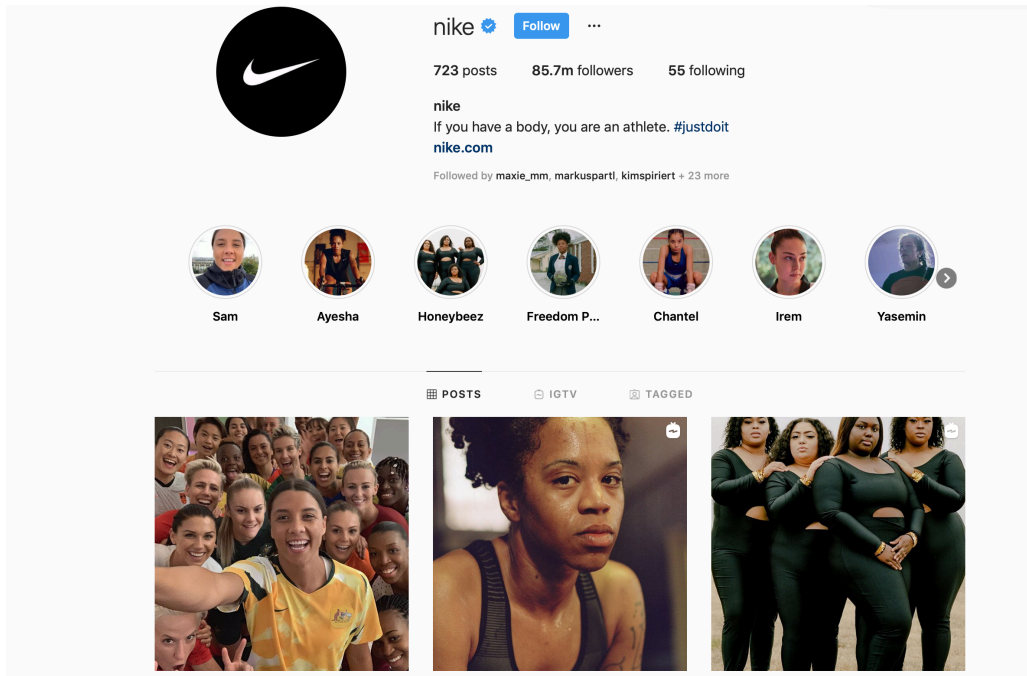 nike Follow ...
723 posts 85.7m followers 55 following
nike
If you have a body, you are an athlete. #justdoit
nike.com
Followed by maxie_mm, markuspartl, kimspiriert + 23 more
Sam Ayesha Honeybeez Freedom P... Chantel Irem Yasemin
POSTS IGTV TAGGED